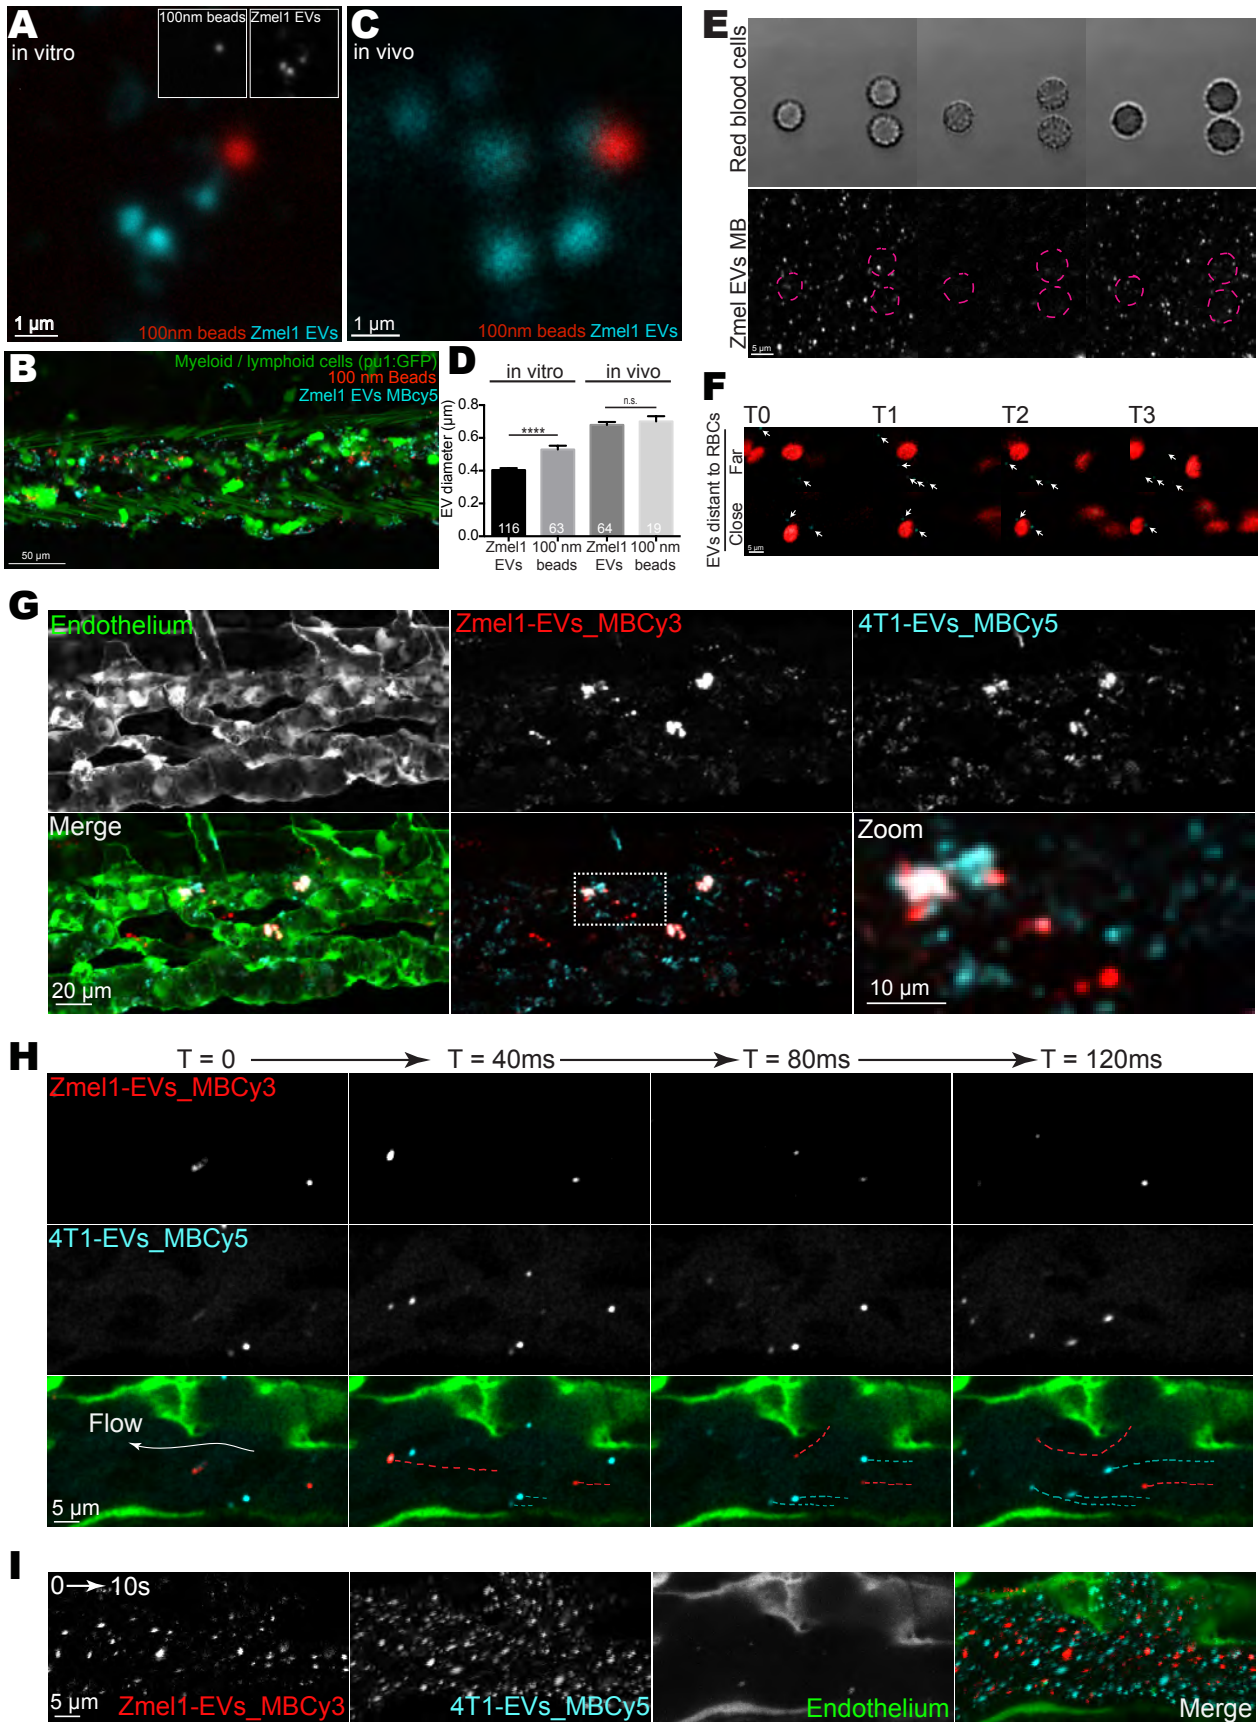 A
in vitro
100nm beads
Zmel1 EVs
1 µm
100nm beads Zmel1 EVs
C
in vivo
1 µm
100nm beads Zmel1 EVs
E
Red blood cells
Zmel EVs MB
5 µm
B
Myeloid / lymphoid cells (pu1:GFP)
100 nm Beads
Zmel1 EVs MBcy5
50 µm
D
in vitro
in vivo
EV diameter (µm)
0.8
0.6
0.4
0.2
0.0
****
n.s.
116
63
64
19
Zmel1 EVs
100 nm beads
Zmel1 EVs
100 nm beads
F
T0
T1
T2
T3
EVs distant to RBCs
Far
Close
5 µm
G
Endothelium
Zmel1-EVs_MBCy3
4T1-EVs_MBCy5
Merge
20 µm
Zoom
10 µm
H
T = 0
T = 40ms
T = 80ms
T = 120ms
Zmel1-EVs_MBCy3
4T1-EVs_MBCy5
Flow
5 µm
I
0→10s
5 µm
Zmel1-EVs_MBCy3
4T1-EVs_MBCy5
Endothelium
Merge